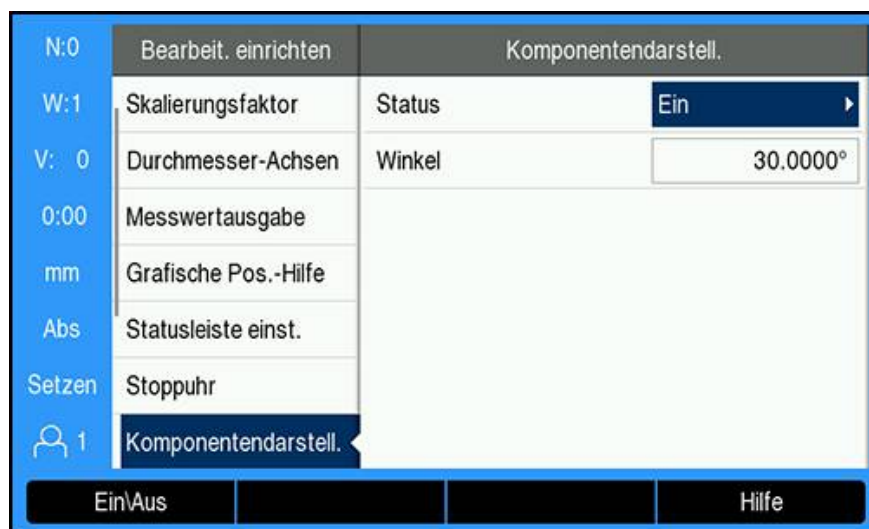 N:0
Bearbeit. einrichten
Komponentendarstell.
W:1
Skalierungsfaktor
Status
Ein
V: 0
Durchmesser-Achsen
Winkel
30.0000°
0:00
Messwertausgabe
mm
Grafische Pos.-Hilfe
Abs
Statusleiste einst.
Setzen
Stoppuhr
1
Komponentendarstell.
Ein\Aus
Hilfe